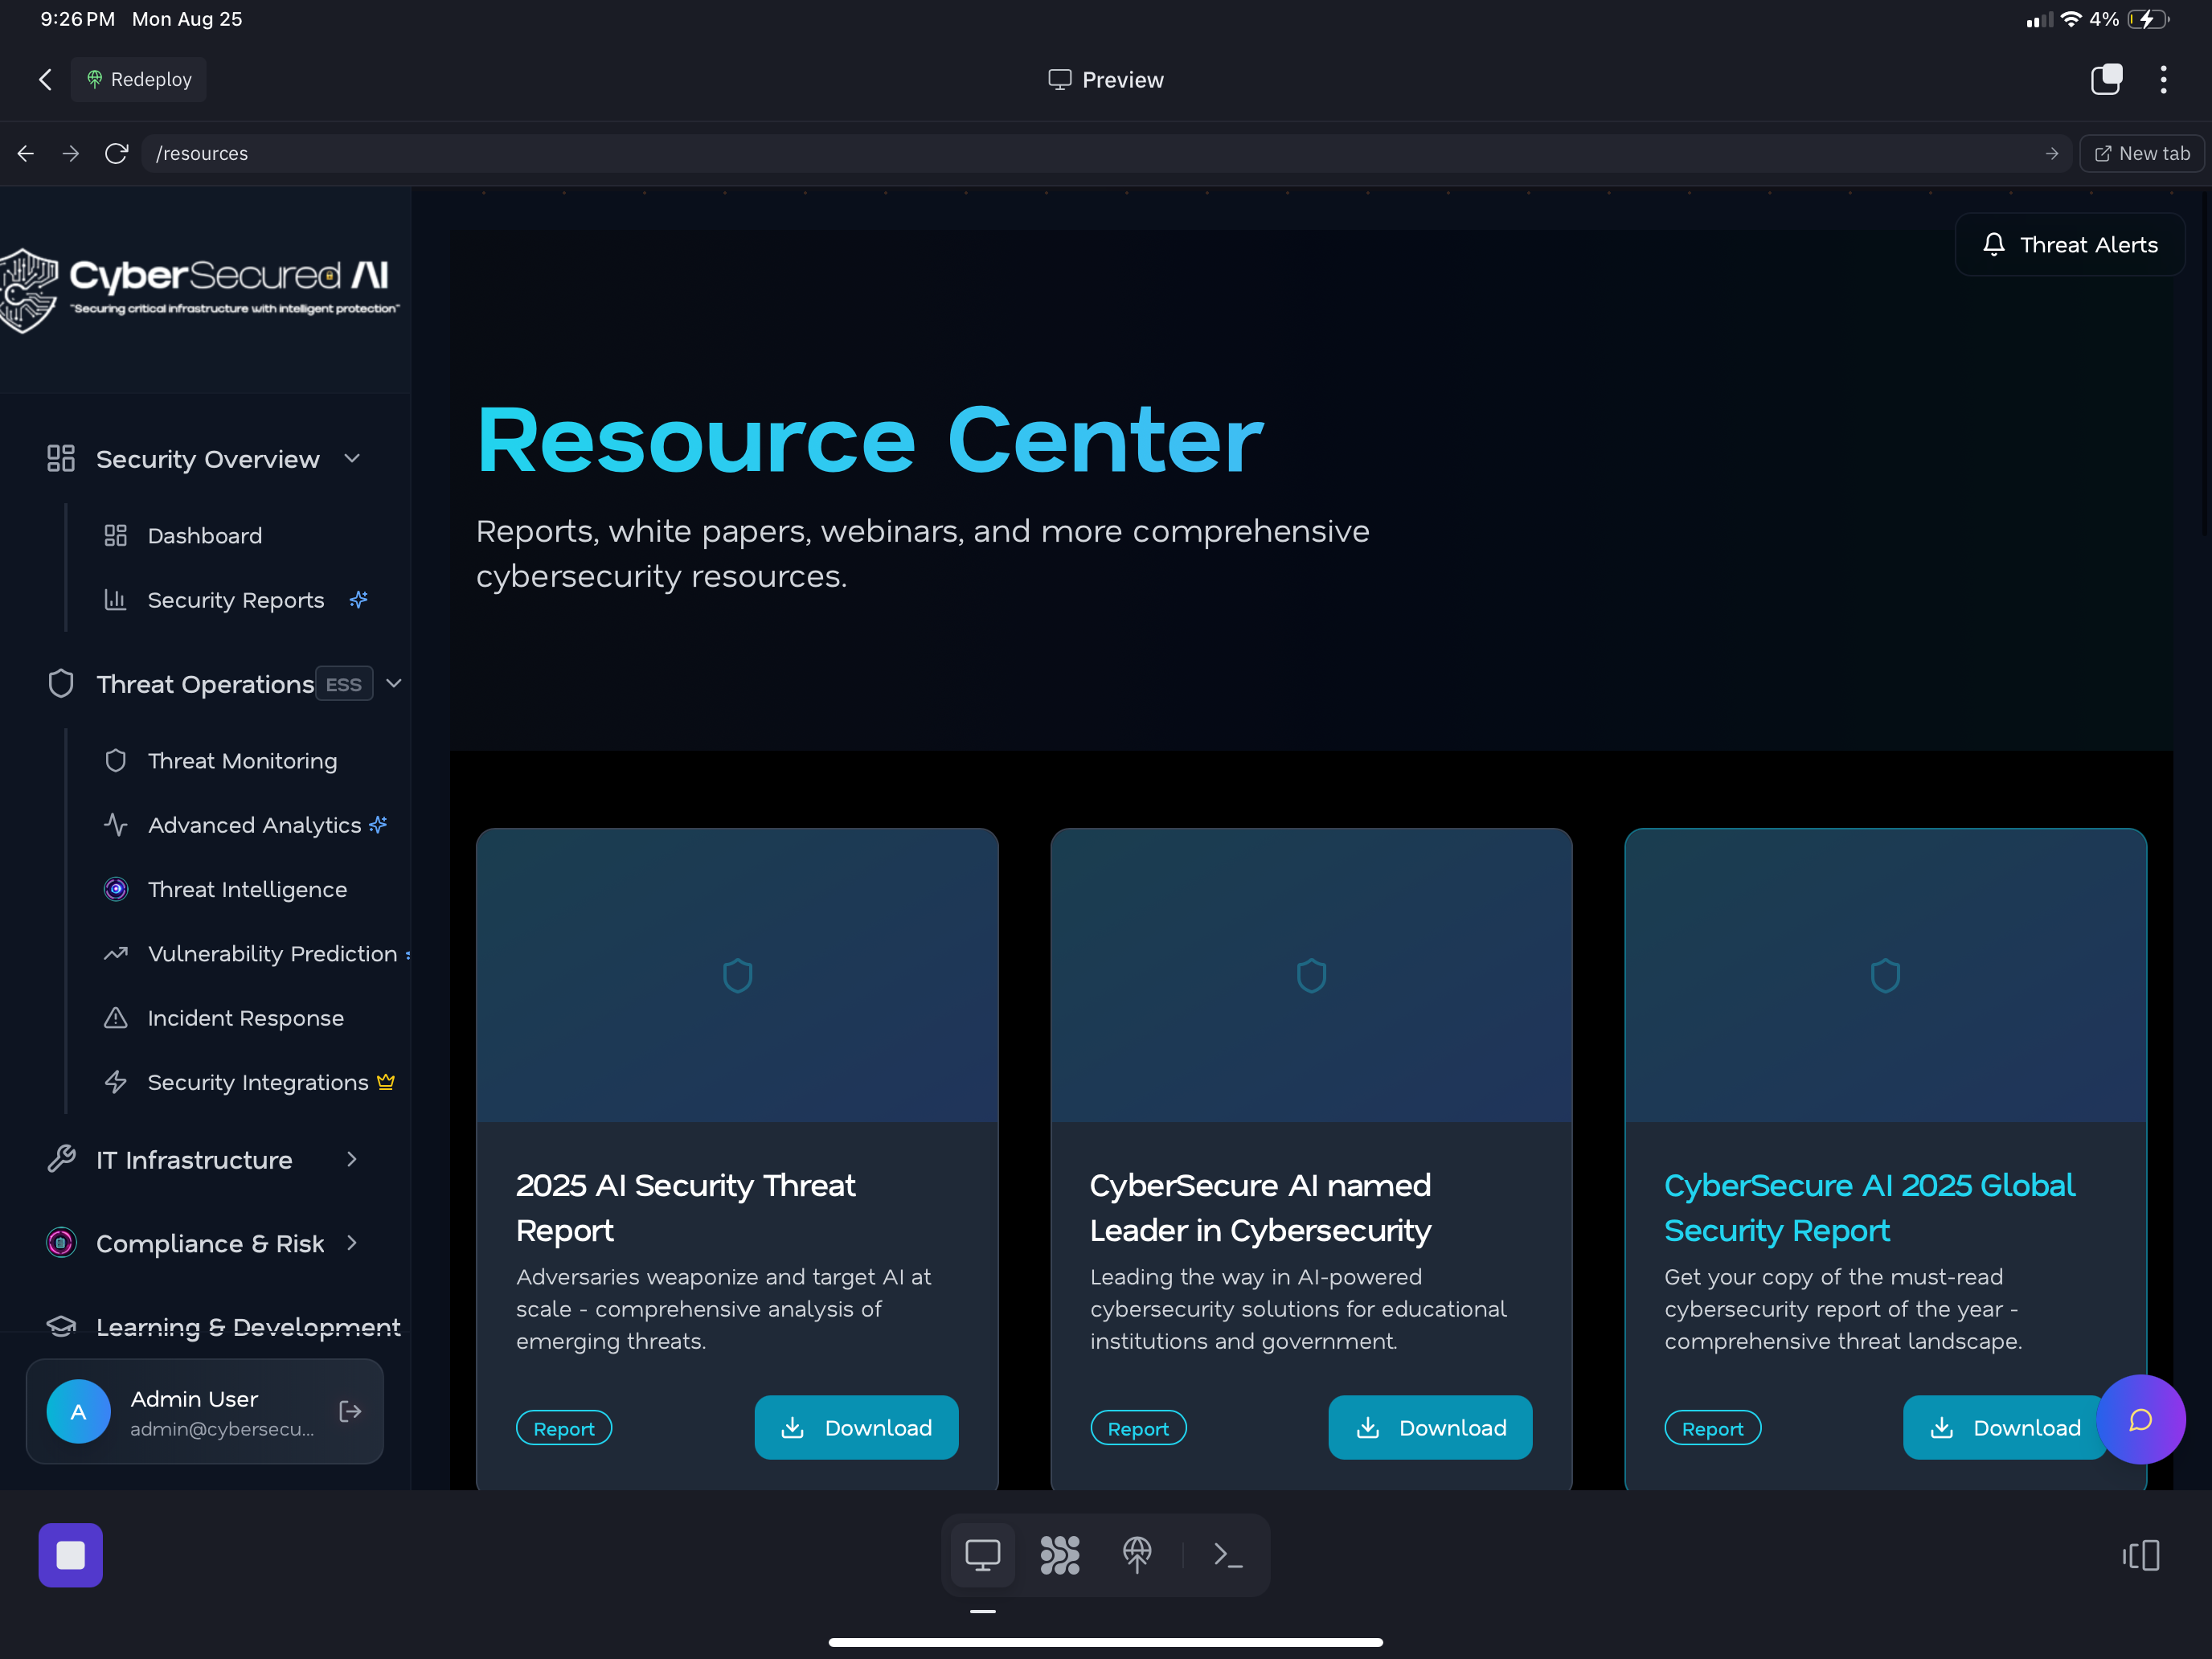 9:26 PM Mon Aug 25
4%
Redeploy
Preview
/resources
New tab
CyberSecured AI
"Securing critical infrastructure with intelligent protection"
Threat Alerts
Security Overview
Dashboard
Security Reports
Threat Operations ESS
Threat Monitoring
Advanced Analytics
Threat Intelligence
Vulnerability Prediction
Incident Response
Security Integrations
IT Infrastructure
Compliance & Risk
Learning & Development
A
Admin User
admin@cybersecu...
Resource Center
Reports, white papers, webinars, and more comprehensive
cybersecurity resources.
2025 AI Security Threat
Report
Adversaries weaponize and target AI at
scale - comprehensive analysis of
emerging threats.
Report
Download
CyberSecure AI named
Leader in Cybersecurity
Leading the way in AI-powered
cybersecurity solutions for educational
institutions and government.
Report
Download
CyberSecure AI 2025 Global
Security Report
Get your copy of the must-read
cybersecurity report of the year -
comprehensive threat landscape.
Report
Download